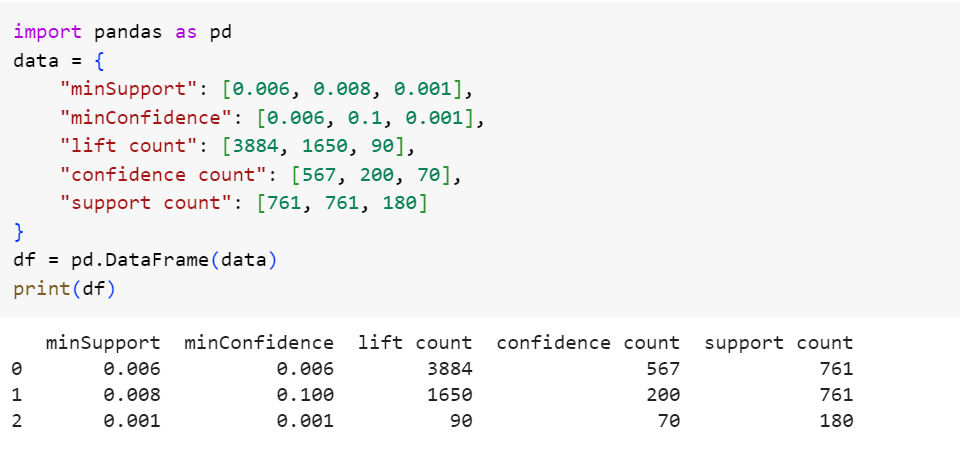 import pandas as pd
data = {
    "minSupport": [0.006, 0.008, 0.001],
    "minConfidence": [0.006, 0.1, 0.001],
    "lift count": [3884, 1650, 90],
    "confidence count": [567, 200, 70],
    "support count": [761, 761, 180]
}
df = pd.DataFrame(data)
print(df)
   minSupport  minConfidence  lift count  confidence count  support count
0       0.006          0.006        3884               567            761
1       0.008          0.100        1650               200            761
2       0.001          0.001          90                70            180